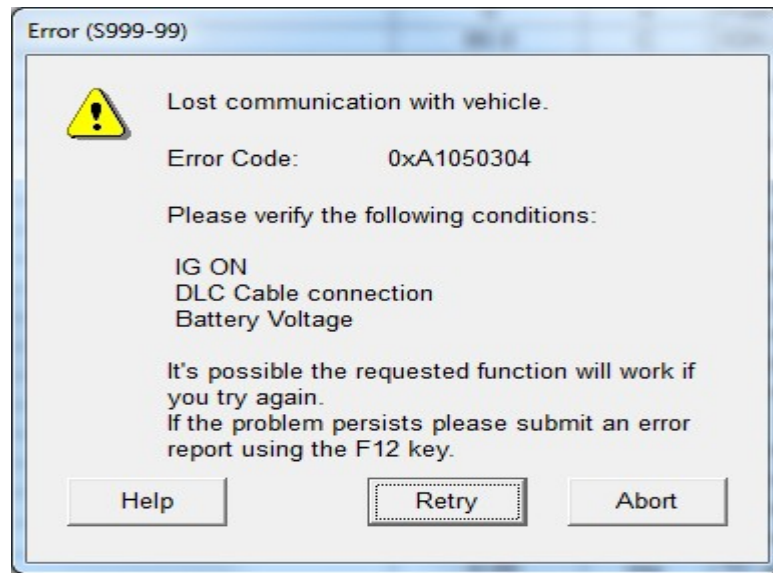 Error (S999-99)
Lost communication with vehicle.
Error Code: 0xA1050304
Please verify the following conditions:
IG ON
DLC Cable connection
Battery Voltage
It's possible the requested function will work if
you try again.
If the problem persists please submit an error
report using the F12 key.
Help Retry Abort